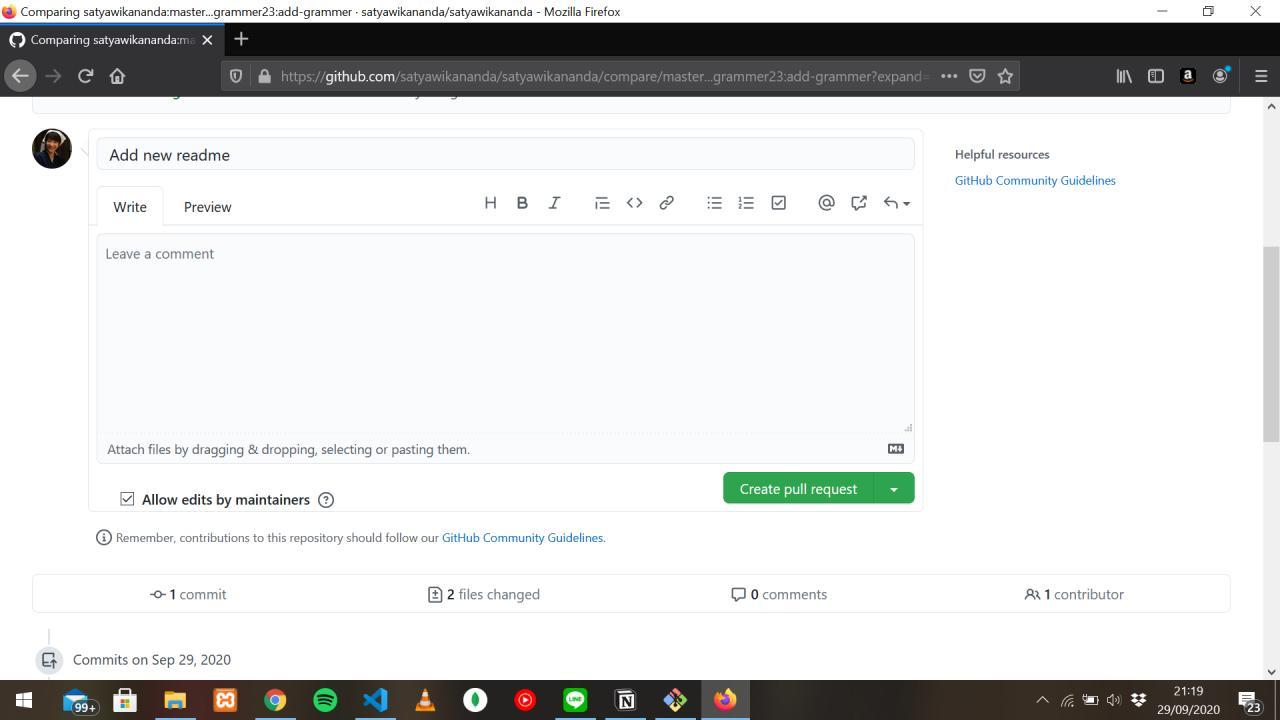 Comparing satyawikananda:master...grammer23:add-grammer · satyawikananda/satyawikananda - Mozilla Firefox
Comparing satyawikananda:ma
https://github.com/satyawikananda/satyawikananda/compare/master...grammer23:add-grammer?expand=
Add new readme
Helpful resources
GitHub Community Guidelines
Write
Preview
Leave a comment
Attach files by dragging & dropping, selecting or pasting them.
Allow edits by maintainers
Create pull request
Remember, contributions to this repository should follow our GitHub Community Guidelines.
1 commit
2 files changed
0 comments
1 contributor
Commits on Sep 29, 2020
99+
LINE
21:19
29/09/2020
23